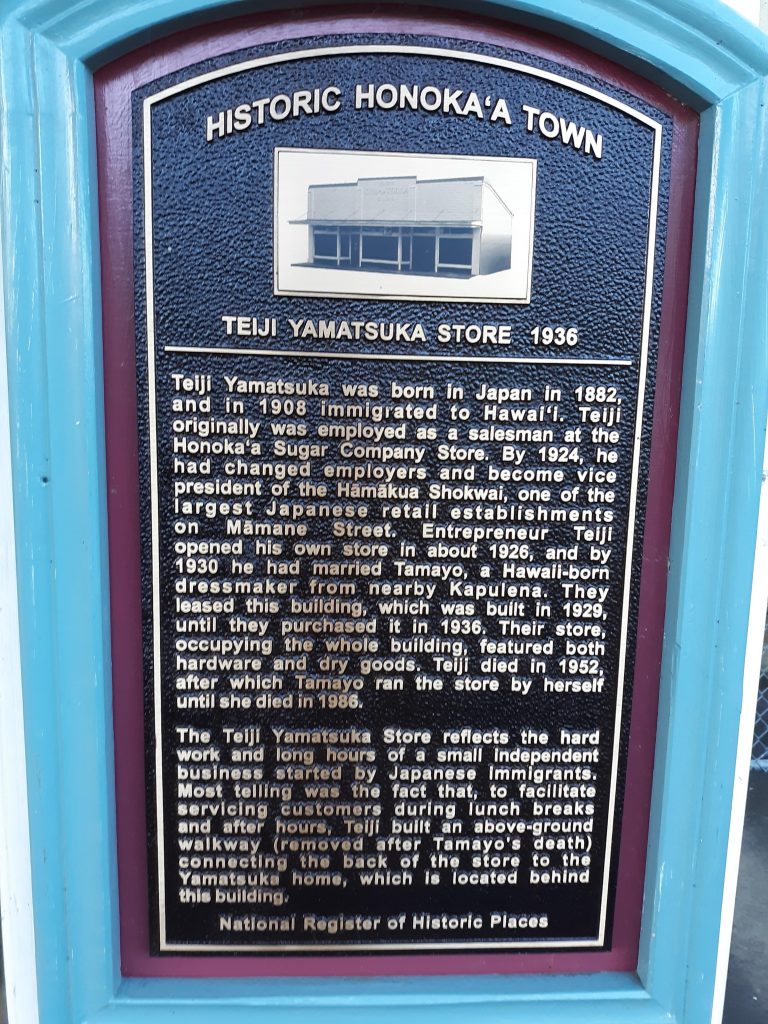 HISTORIC HONOKAʻA TOWN
TEIJI YAMATSUKA STORE 1936
Teiji Yamatsuka was born in Japan in 1882,
and in 1908 immigrated to Hawaiʻi. Teiji
originally was employed as a salesman at the
Honokaʻa Sugar Company Store. By 1924, he
had changed employers and become vice
president of the Hāmākua Shokwai, one of the
largest Japanese retail establishments
on Māmane Street. Entrepreneur Teiji
opened his own store in about 1926, and by
1930 he had married Tamayo, a Hawaii-born
dressmaker from nearby Kapulena. They
leased this building, which was built in 1929,
until they purchased it in 1936. Their store,
occupying the whole building, featured both
hardware and dry goods. Teiji died in 1952,
after which Tamayo ran the store by herself
until she died in 1986.
The Teiji Yamatsuka Store reflects the hard
work and long hours of a small independent
business started by Japanese immigrants.
Most telling was the fact that, to facilitate
servicing customers during lunch breaks
and after hours, Teiji built an above-ground
walkway (removed after Tamayo's death)
connecting the back of the store to the
Yamatsuka home, which is located behind
this building.
National Register of Historic Places